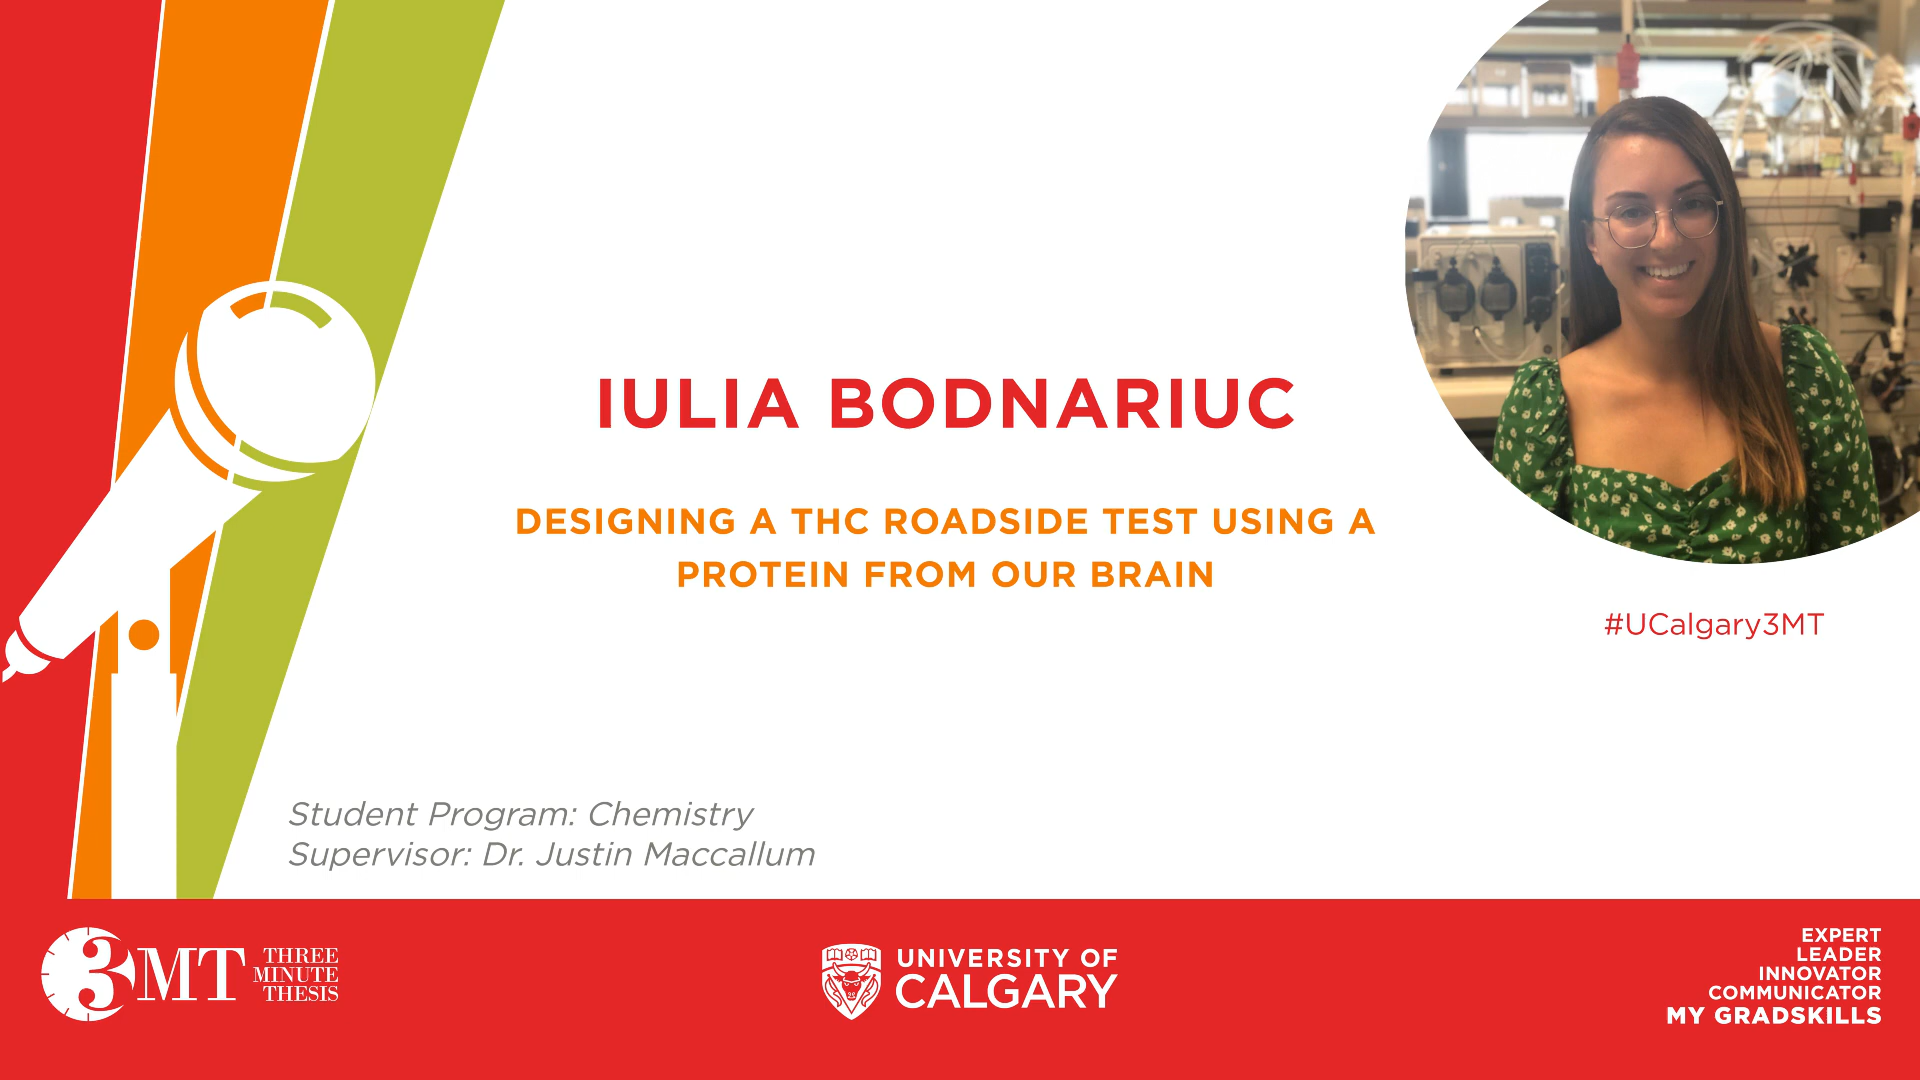 IULIA BODNARIUC
DESIGNING A THC ROADSIDE TEST USING A
PROTEIN FROM OUR BRAIN
#UCalgary3MT
Student Program: Chemistry
Supervisor: Dr. Justin Maccallum
3MT THREE
MINUTE
THESIS
UNIVERSITY OF
CALGARY
EXPERT
LEADER
INNOVATOR
COMMUNICATOR
MY GRADSKILLS